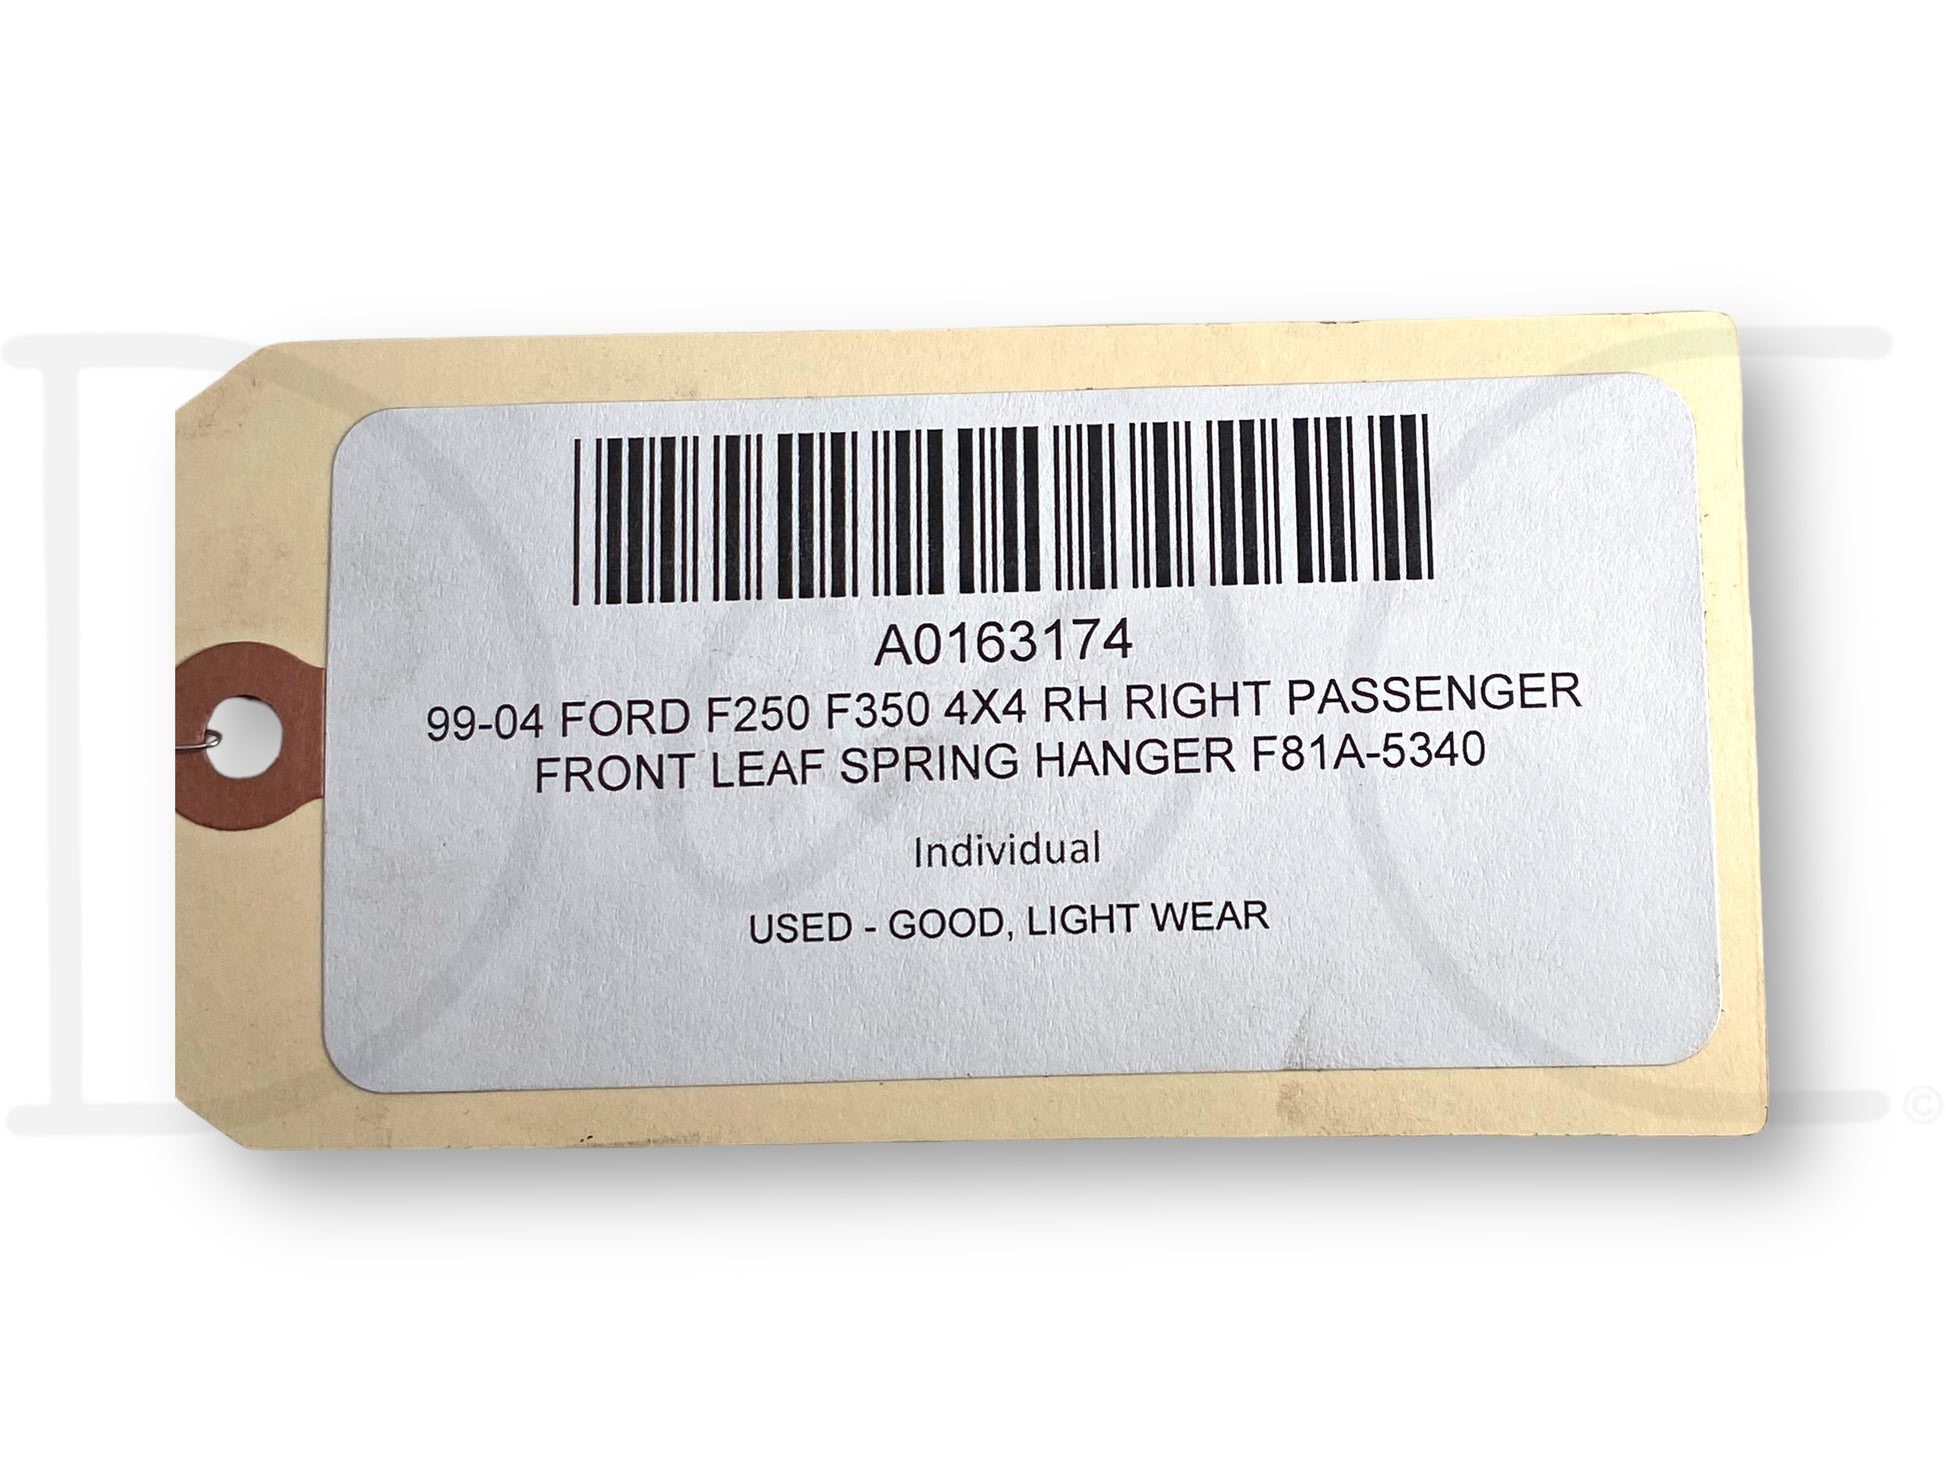 A0163174
99-04 FORD F250 F350 4X4 RH RIGHT PASSENGER
FRONT LEAF SPRING HANGER F81A-5340
Individual
USED - GOOD, LIGHT WEAR
©